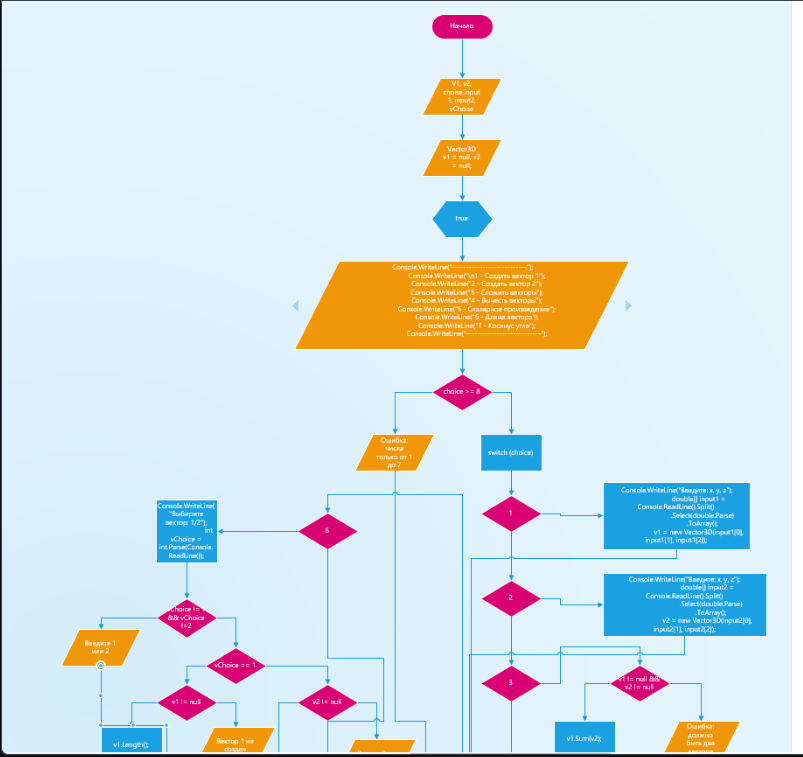 Начало
V1, v2,
choise,input
1, input2,
vChoise
Vector3D
v1 = null, v2
= null;
true
Console.WriteLine("----------------------------");
Console.WriteLine("\n1 - Создать вектор 1");
Console.WriteLine("2 - Создать вектор 2");
Console.WriteLine("3 - Сложить векторы");
Console.WriteLine("4 - Вычесть векторы");
Console.WriteLine("5 - Скалярное произведение");
Console.WriteLine("6 - Длина вектора");
Console.WriteLine("7 - Косинус угла");
Console.WriteLine("----------------------------");
choice >= 8
Ошибка:
числа
только от 1
до 7
switch (choice)
Console.WriteLine(
"Выберите
вектор: 1/2");
int
vChoice =
int.Parse(Console.
ReadLine());
6
1
Console.WriteLine("Введите: x, y, z");
double[] input1 =
Console.ReadLine().Split()
.Select(double.Parse)
.ToArray();
v1 = new Vector3D(input1[0],
input1[1], input1[2]);
2
Console.WriteLine("Введите: x, y, z");
double[] input2 =
Console.ReadLine().Split()
.Select(double.Parse)
.ToArray();
v2 = new Vector3D(input2[0],
input2[1], input2[2]);
vChoice != 1
&& vChoice
!=2
Введите 1
или 2
vChoice == 1
v1 != null
v2 != null
3
v1 != null &&
v2 != null
v1.Length();
Вектор 1 не
создан
v1.Sum(v2);
Ошибка:
должно
быть два